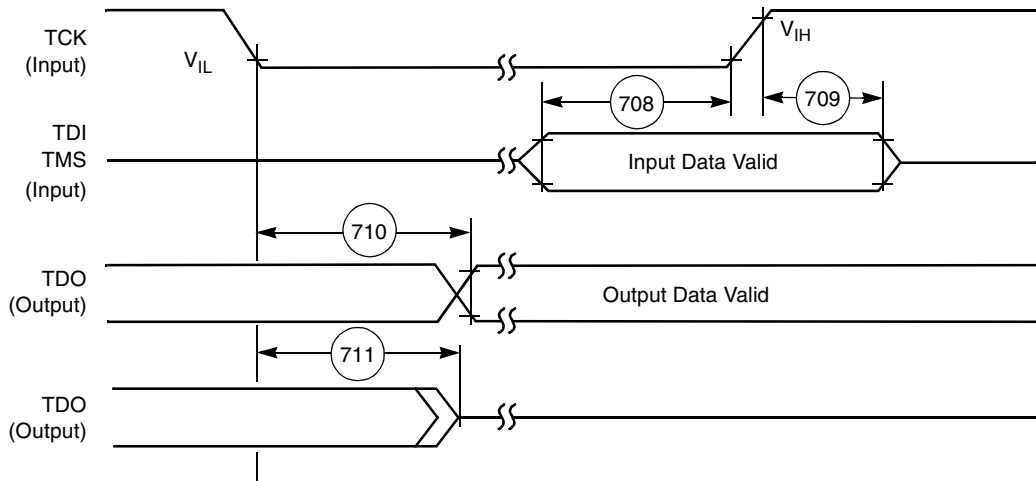 TCK
(Input)
V_IL
V_IH
708
709
TDI
TMS
(Input)
Input Data Valid
710
TDO
(Output)
Output Data Valid
711
TDO
(Output)